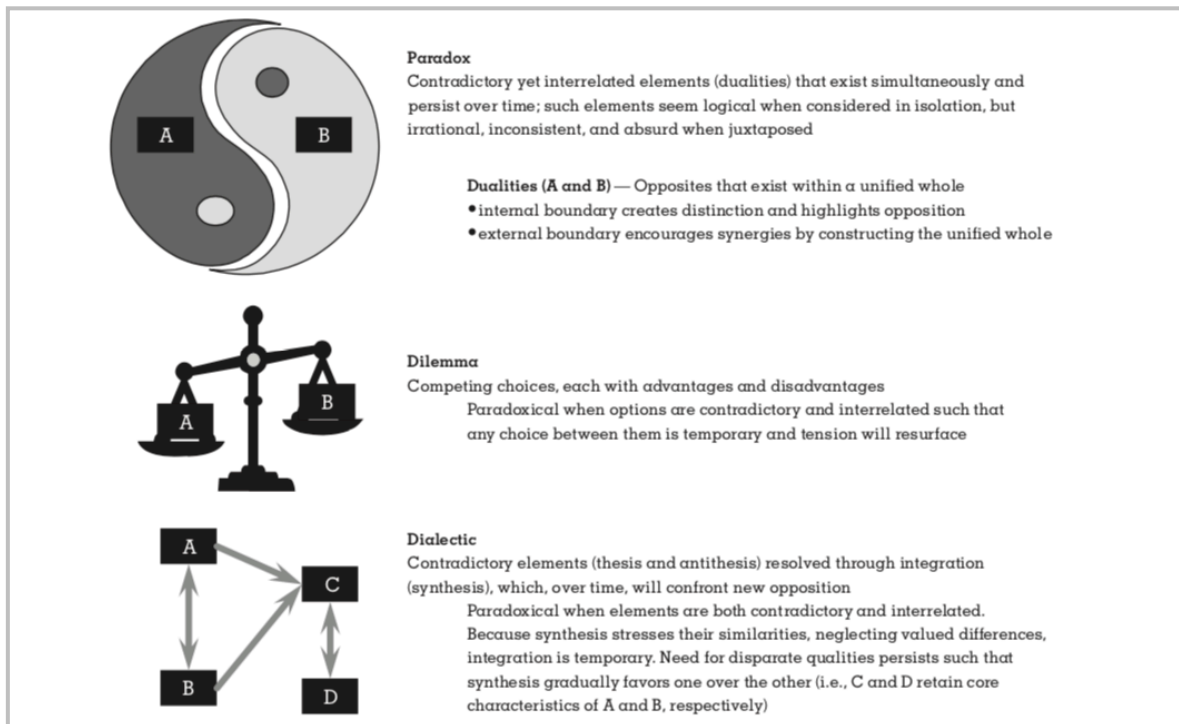 A
B
Paradox
Contradictory yet interrelated elements (dualities) that exist simultaneously and
persist over time; such elements seem logical when considered in isolation, but
irrational, inconsistent, and absurd when juxtaposed
Dualities (A and B) — Opposites that exist within a unified whole
•internal boundary creates distinction and highlights opposition
•external boundary encourages synergies by constructing the unified whole
A
B
Dilemma
Competing choices, each with advantages and disadvantages
Paradoxical when options are contradictory and interrelated such that
any choice between them is temporary and tension will resurface
A
B
C
D
Dialectic
Contradictory elements (thesis and antithesis) resolved through integration
(synthesis), which, over time, will confront new opposition
Paradoxical when elements are both contradictory and interrelated.
Because synthesis stresses their similarities, neglecting valued differences,
integration is temporary. Need for disparate qualities persists such that
synthesis gradually favors one over the other (i.e., C and D retain core
characteristics of A and B, respectively)